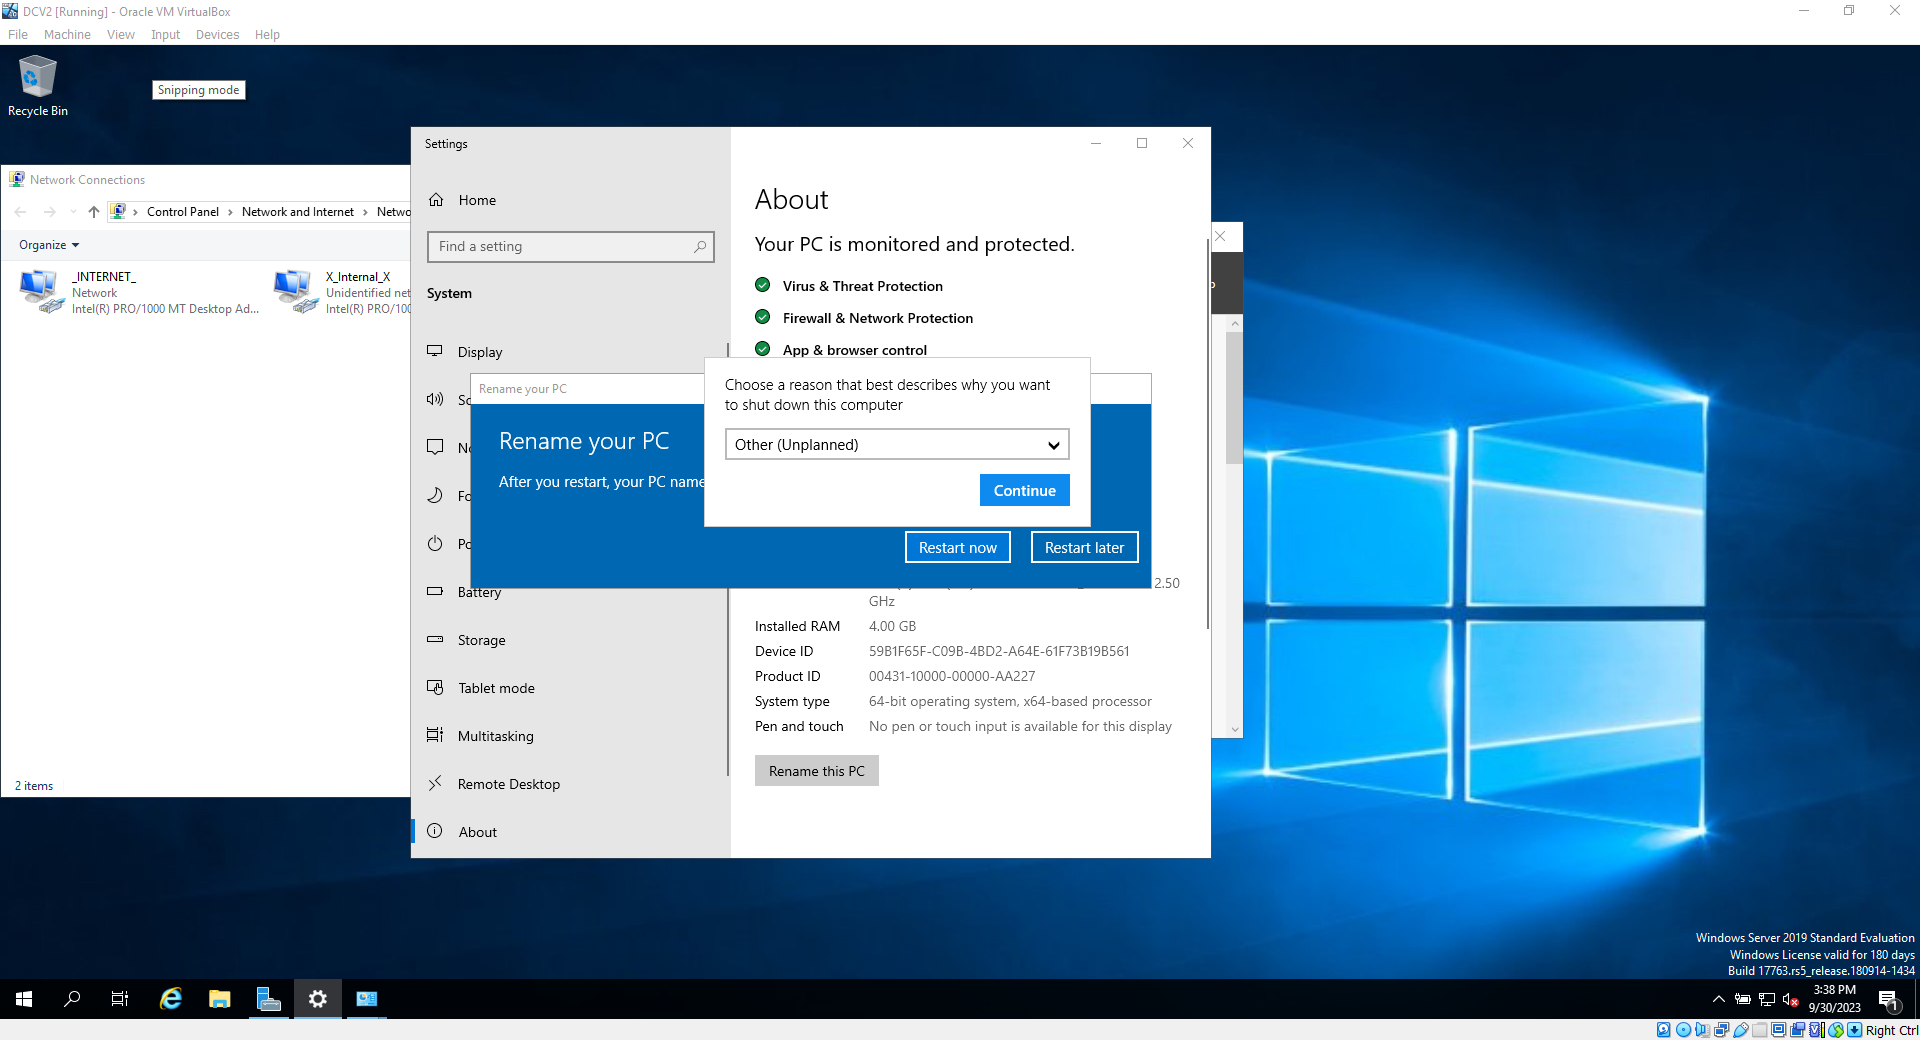 DCV2 [Running] - Oracle VM VirtualBox
File Machine View Input Devices Help
Recycle Bin
Snipping mode
Network Connections
Control Panel Network and Internet Netwo
Organize
_INTERNET_
Network
Intel(R) PRO/1000 MT Desktop Ad...
X_Internal_X
Unidentified net
Intel(R) PRO/100
2 items
Settings
Home
Find a setting
System
Display
So
No
Fo
Po
Battery
Storage
Tablet mode
Multitasking
Remote Desktop
About
About
Your PC is monitored and protected.
Virus & Threat Protection
Firewall & Network Protection
App & browser control
Rename your PC
Rename your PC
After you restart, your PC name
Choose a reason that best describes why you want
to shut down this computer
Other (Unplanned)
Continue
Restart now Restart later
2.50
GHz
Installed RAM 4.00 GB
Device ID 59B1F65F-C09B-4BD2-A64E-61F73B19B561
Product ID 00431-10000-00000-AA227
System type 64-bit operating system, x64-based processor
Pen and touch No pen or touch input is available for this display
Rename this PC
Windows Server 2019 Standard Evaluation
Windows License valid for 180 days
Build 17763.rs5_release.180914-1434
3:38 PM
9/30/2023
1
Right Ctrl